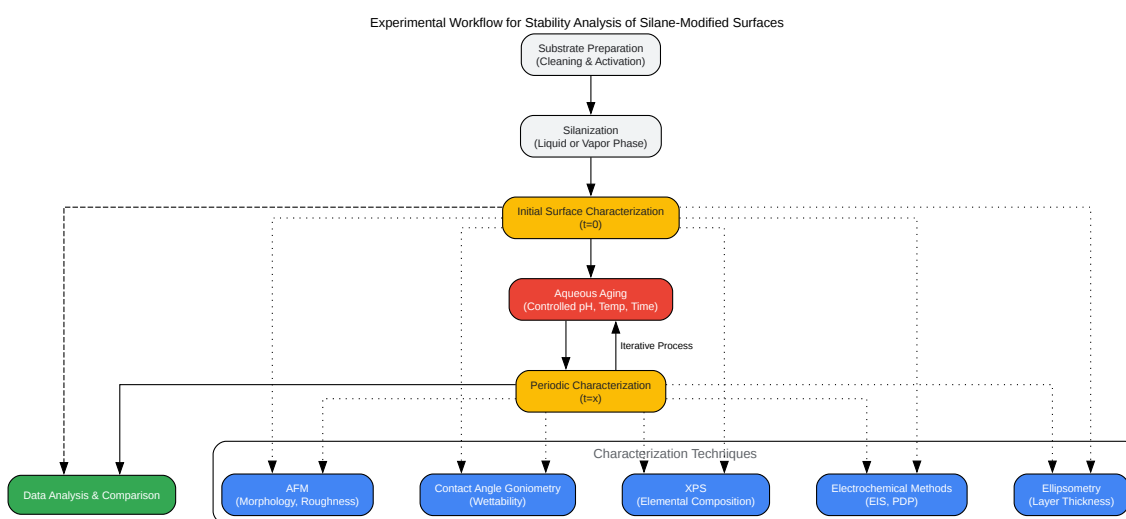 Experimental Workflow for Stability Analysis of Silane-Modified Surfaces
Substrate Preparation
(Cleaning & Activation)
Silanization
(Liquid or Vapor Phase)
Initial Surface Characterization
(t=0)
Aqueous Aging
(Controlled pH, Temp, Time)
Iterative Process
Periodic Characterization
(t=x)
Characterization Techniques
Data Analysis & Comparison
AFM
(Morphology, Roughness)
Contact Angle Goniometry
(Wettability)
XPS
(Elemental Composition)
Electrochemical Methods
(EIS, PDP)
Ellipsometry
(Layer Thickness)